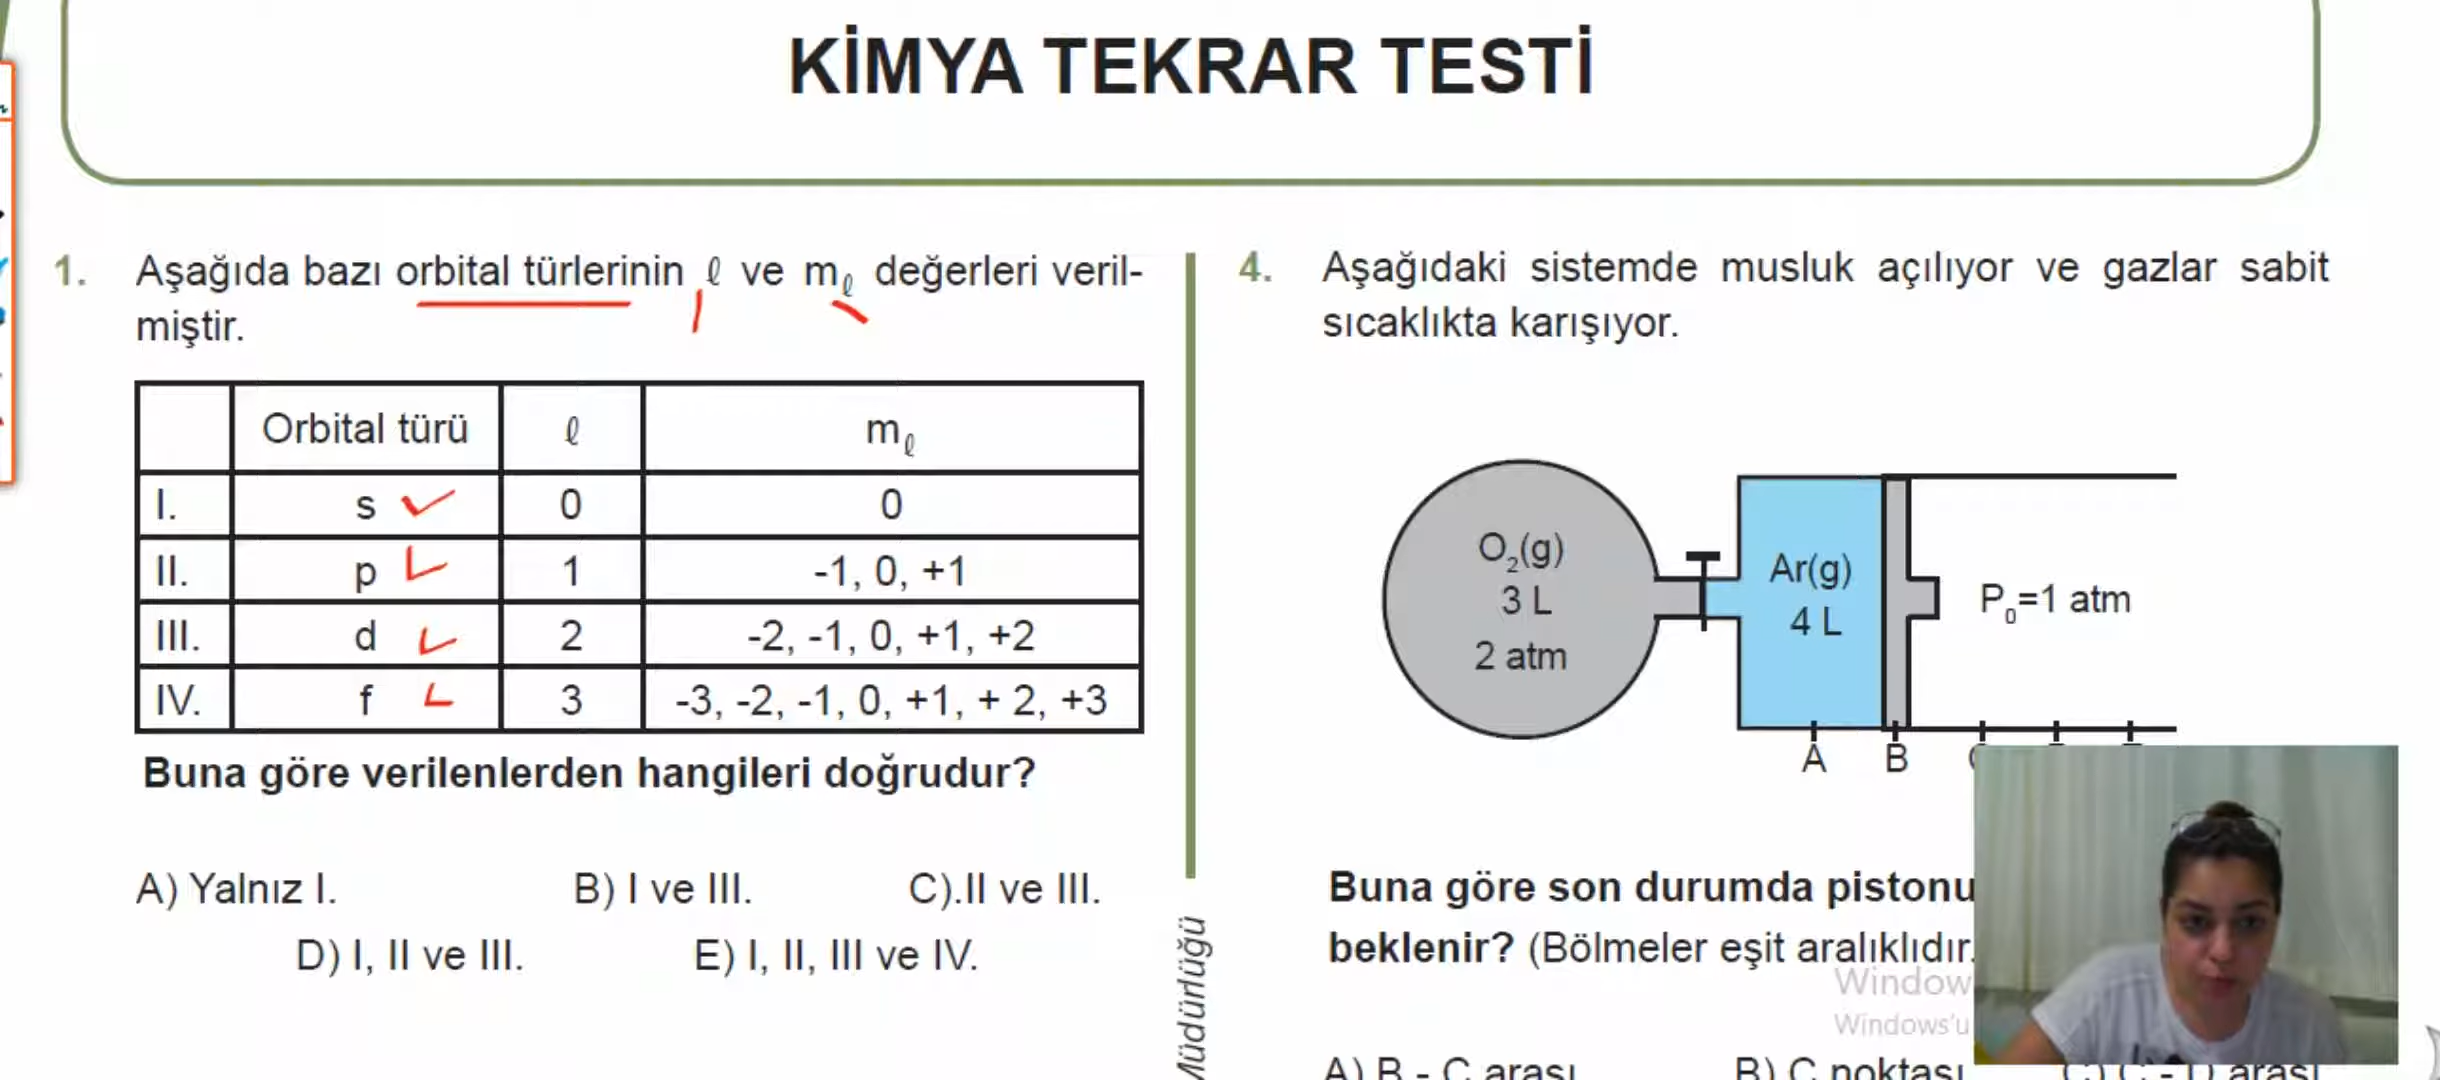 KİMYA TEKRAR TESTİ
1. Aşağıda bazı orbital türlerinin ℓ ve mℓ değerleri veril-
miştir.
Orbital türü ℓ mℓ
I. s 0 0
II. p 1 -1, 0, +1
III. d 2 -2, -1, 0, +1, +2
IV. f 3 -3, -2, -1, 0, +1, + 2, +3
Buna göre verilenlerden hangileri doğrudur?
A) Yalnız I. B) I ve III. C).II ve III.
D) I, II ve III. E) I, II, III ve IV.
Müdürlüğü
4. Aşağıdaki sistemde musluk açılıyor ve gazlar sabit
sıcaklıkta karışıyor.
O₂(g)
3 L
2 atm
Ar(g)
4 L
P₀=1 atm
A B
Buna göre son durumda pistonu
beklenir? (Bölmeler eşit aralıklıdır.
Window
Windows'u
A) B - C arası B) C noktası C) C - D arası